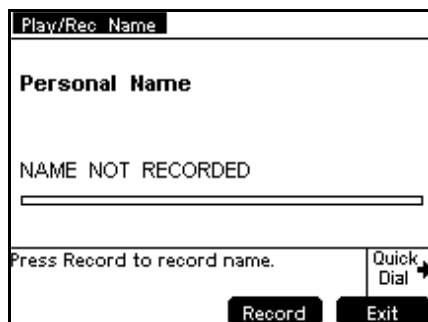 Play/Rec Name
Personal Name
NAME NOT RECORDED
Press Record to record name.
Quick
Dial
Record
Exit